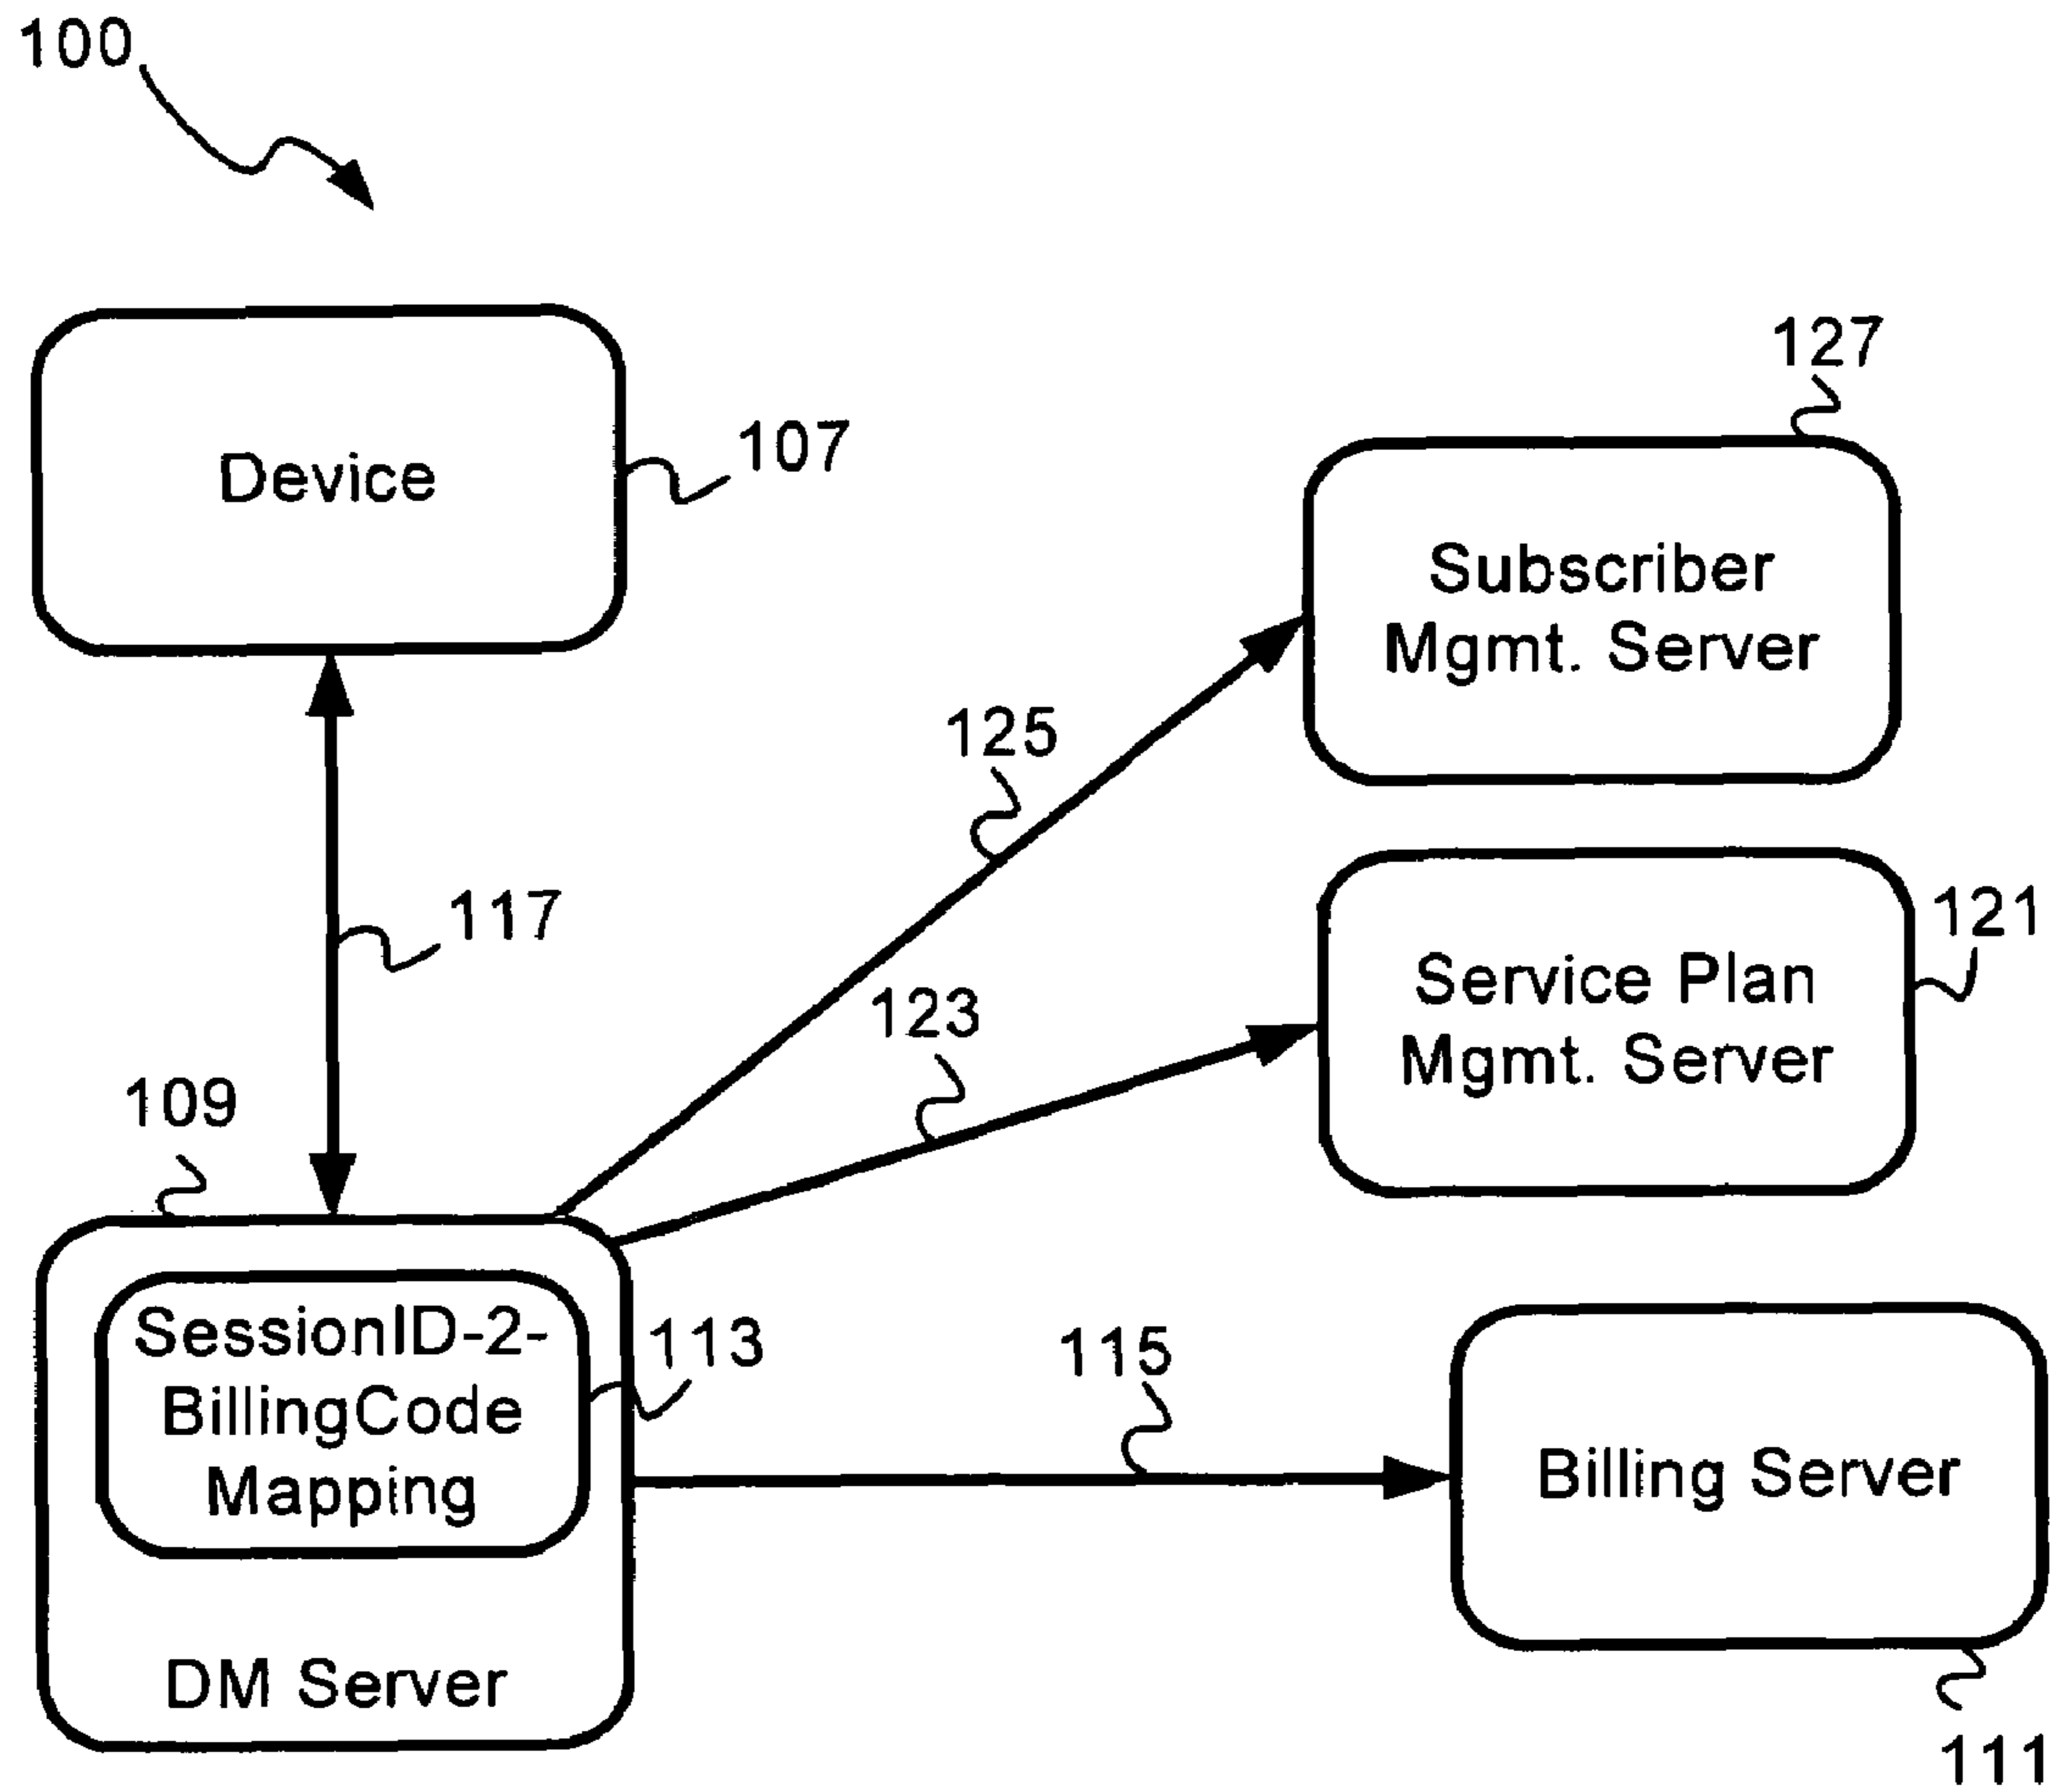 100
Device
107
127
Subscriber
Mgmt. Server
125
117
121
Service Plan
Mgmt. Server
123
109
SessionID-2-
BillingCode
Mapping
113
115
Billing Server
DM Server
111